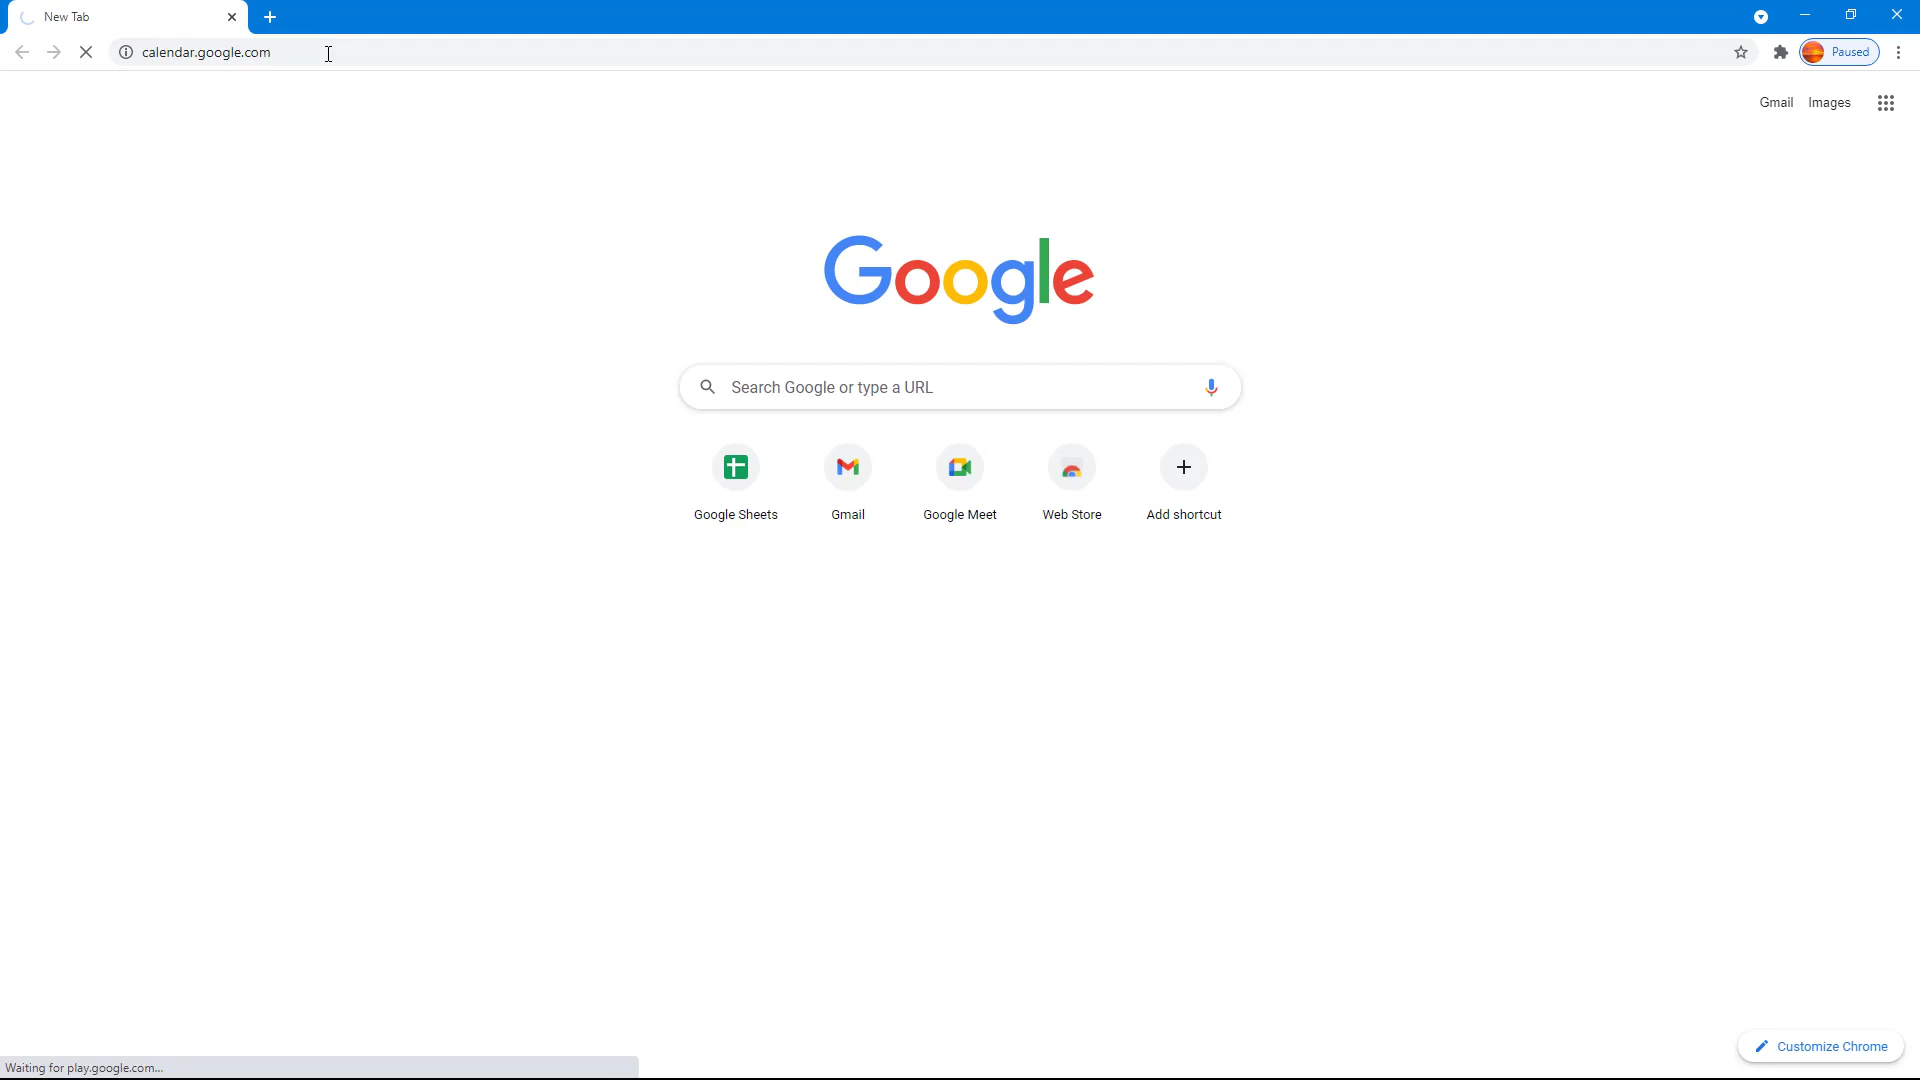 New Tab
calendar.google.com
Paused
Gmail Images
Google
Search Google or type a URL
Google Sheets Gmail Google Meet Web Store Add shortcut
Customize Chrome
Waiting for play.google.com...